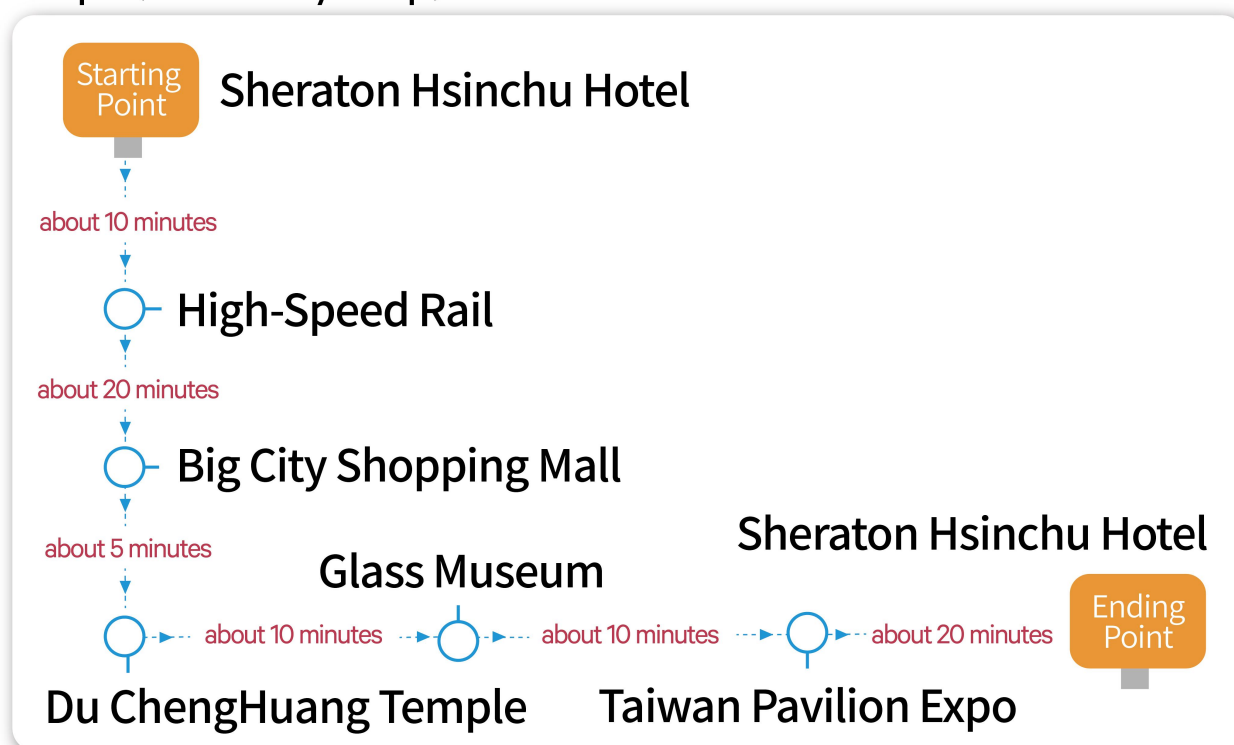 Starting
Point
Sheraton Hsinchu Hotel
about 10 minutes
High-Speed Rail
about 20 minutes
Big City Shopping Mall
about 5 minutes
Du ChengHuang Temple
about 10 minutes
Glass Museum
about 10 minutes
Taiwan Pavilion Expo
about 20 minutes
Sheraton Hsinchu Hotel
Ending
Point